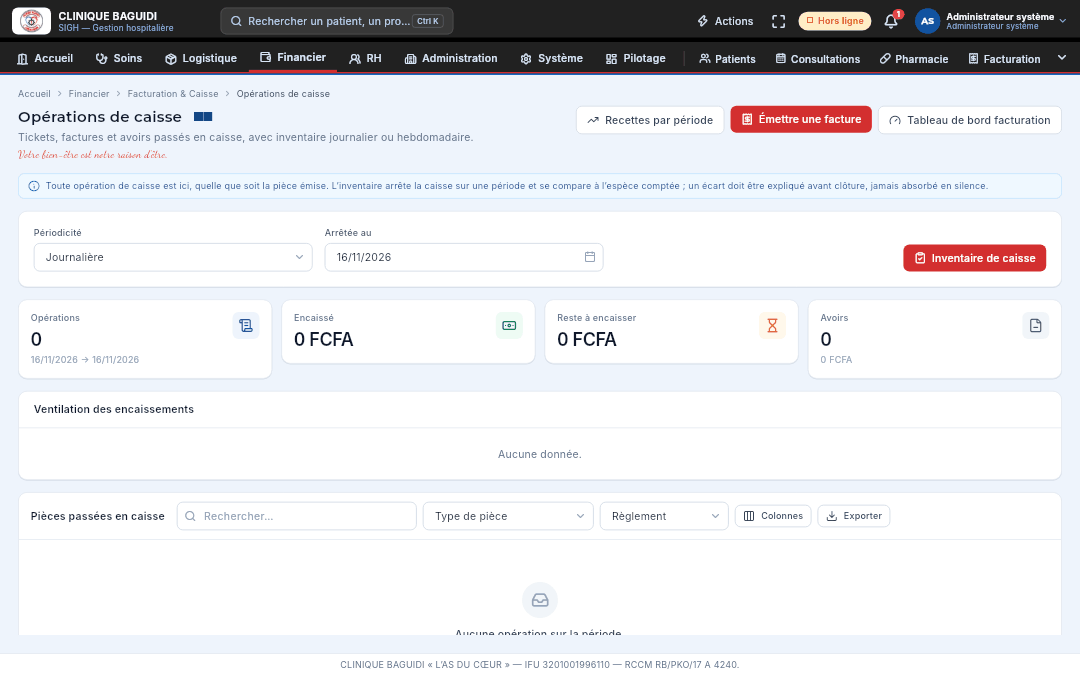 CLINIQUE BAGUIDI
SIGH — Gestion hospitalière
Rechercher un patient, un pro... Ctrl K
Actions
Hors ligne
1
AS
Administrateur système
Administrateur système
Accueil Soins Logistique Financier RH Administration Système Pilotage Patients Consultations Pharmacie Facturation
Accueil > Financier > Facturation & Caisse > Opérations de caisse
Opérations de caisse
Tickets, factures et avoirs passés en caisse, avec inventaire journalier ou hebdomadaire.
Votre bien-être est notre raison d'être.
Recettes par période
Émettre une facture
Tableau de bord facturation
Toute opération de caisse est ici, quelle que soit la pièce émise. L'inventaire arrête la caisse sur une période et se compare à l'espèce comptée ; un écart doit être expliqué avant clôture, jamais absorbé en silence.
Périodicité
Journalière
Arrêtée au
16/11/2026
Inventaire de caisse
Opérations
0
16/11/2026 → 16/11/2026
Encaissé
0 FCFA
Reste à encaisser
0 FCFA
Avoirs
0
0 FCFA
Ventilation des encaissements
Aucune donnée.
Pièces passées en caisse
Rechercher...
Type de pièce
Règlement
Colonnes
Exporter
Aucune opération sur la période
CLINIQUE BAGUIDI « L'AS DU CŒUR » — IFU 3201001996110 — RCCM RB/PKO/17 A 4240.